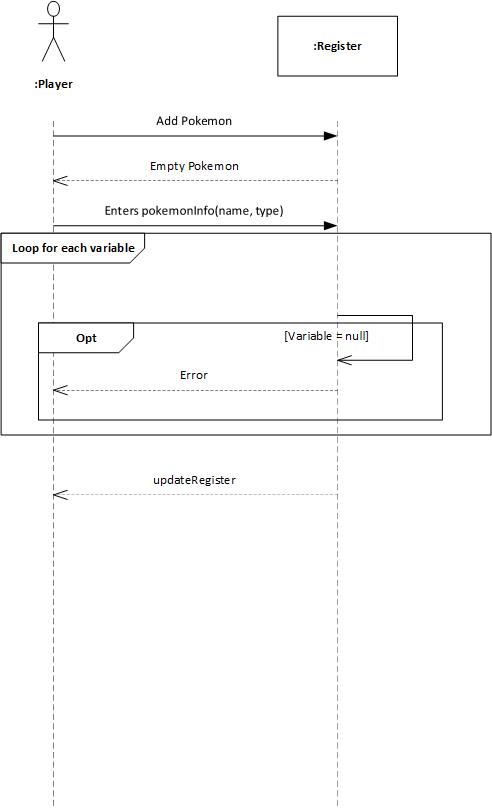 :Player
:Register
Add Pokemon
Empty Pokemon
Enters pokemonInfo(name, type)
Loop for each variable
Opt
[Variable = null]
Error
updateRegister